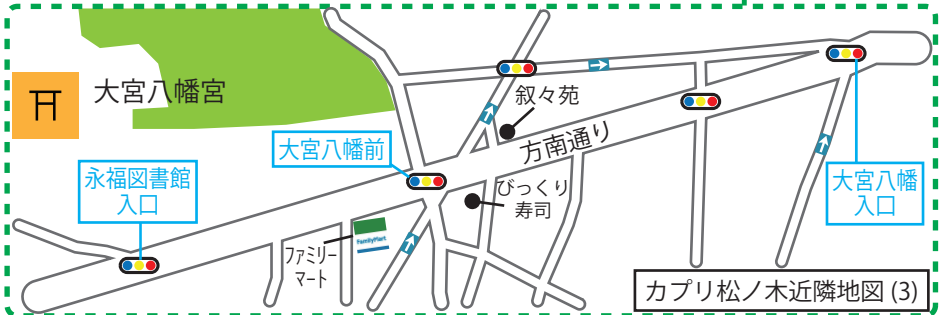 大宮八幡宮
叙々苑
方南通り
大宮八幡前
永福図書館
入口
びっくり
寿司
大宮八幡
入口
ファミリー
マート
FamilyMart
カプリ松ノ木近隣地図 (3)